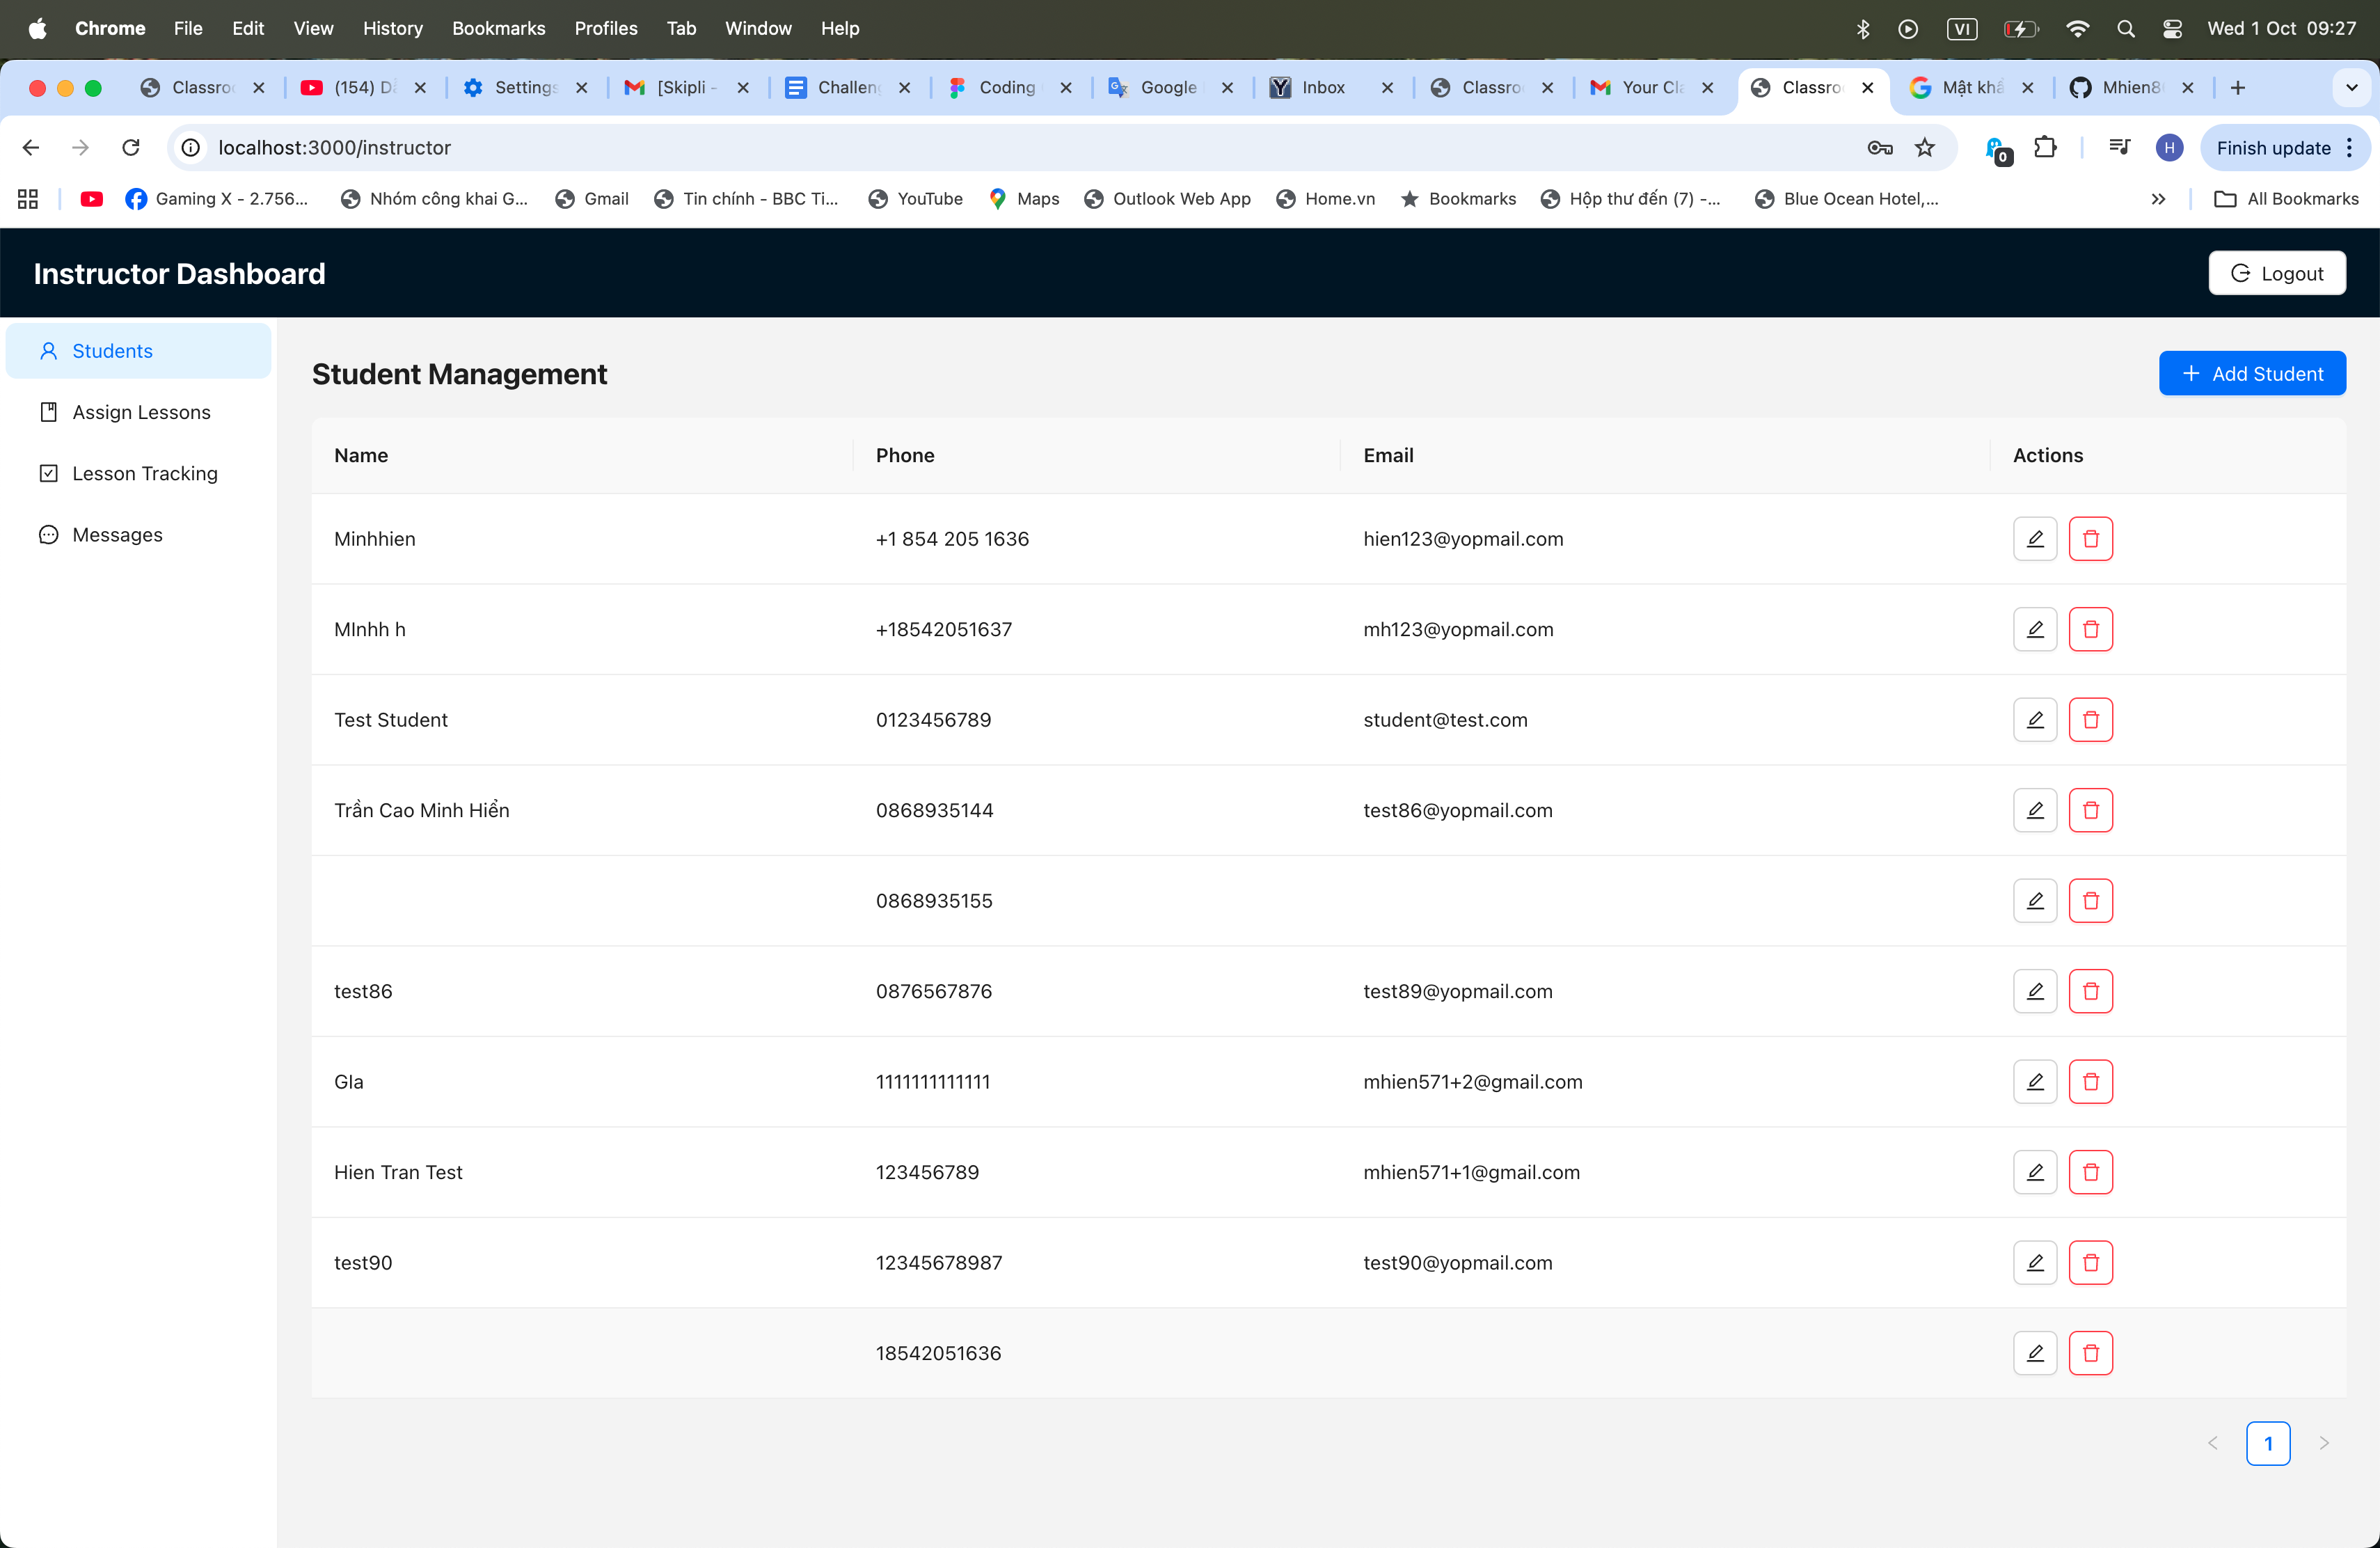 Chrome File Edit View History Bookmarks Profiles Tab Window Help VI Wed 1 Oct 09:27
Classro (154) Settings [Skipli - Challen Coding Google Inbox Classro Your Cla Classro Mật khẩ Mhien8
localhost:3000/instructor 0 H Finish update
Gaming X - 2.756... Nhóm công khai G... Gmail Tin chính - BBC Ti... YouTube Maps Outlook Web App Home.vn Bookmarks Hộp thư đến (7) -... Blue Ocean Hotel,... All Bookmarks
Instructor Dashboard Logout
Students
Assign Lessons
Lesson Tracking
Messages
Student Management Add Student
Name Phone Email Actions
Minhhien +1 854 205 1636 hien123@yopmail.com
MInhh h +18542051637 mh123@yopmail.com
Test Student 0123456789 student@test.com
Trần Cao Minh Hiển 0868935144 test86@yopmail.com
0868935155
test86 0876567876 test89@yopmail.com
Gla 1111111111111 mhien571+2@gmail.com
Hien Tran Test 123456789 mhien571+1@gmail.com
test90 12345678987 test90@yopmail.com
18542051636
1